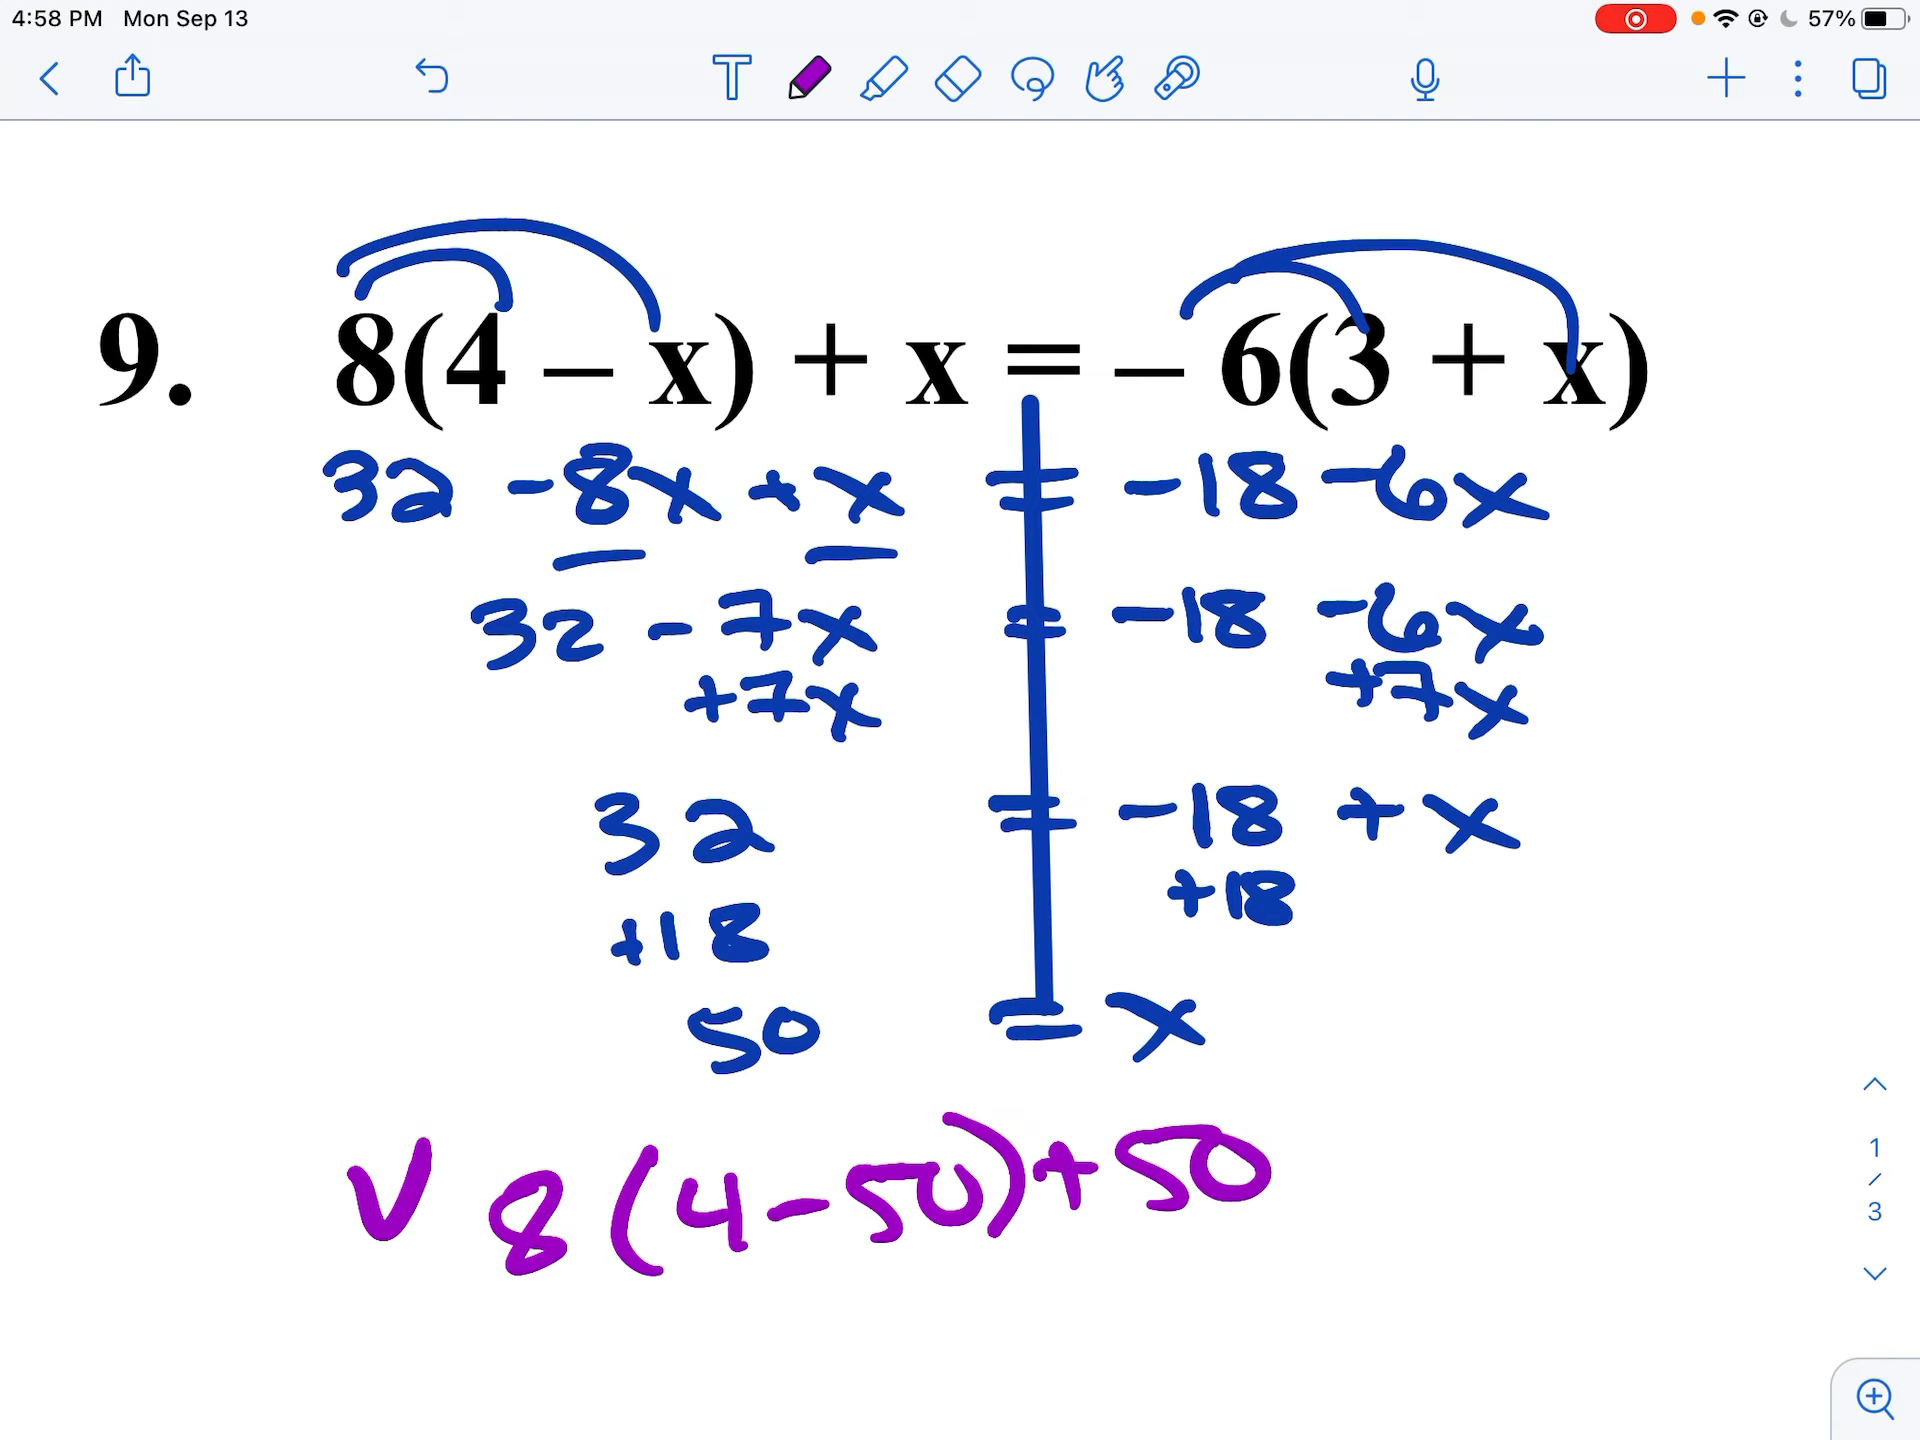 4:58 PM Mon Sep 13 57%
T
9. 8(4 – x) + x = – 6(3 + x)
32 -8x + x = -18 -6x
32 - 7x = -18 -6x
+7x +7x
32 = -18 + x
+18 +18
50 = x
√ 8(4-50)+50
1
/
3